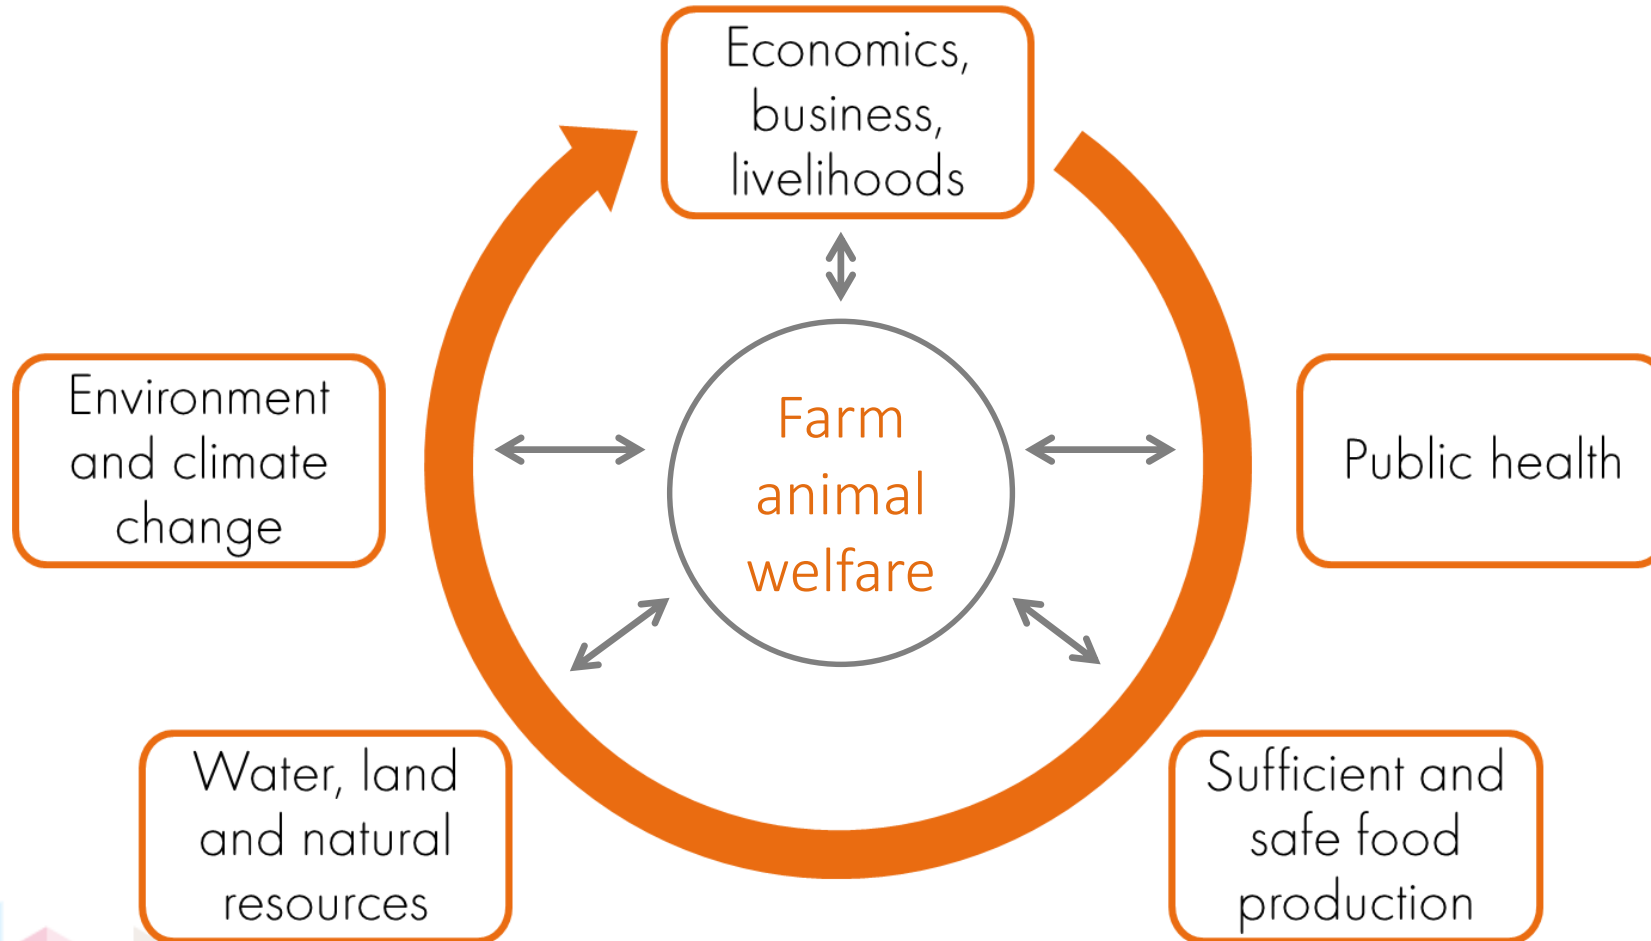 Economics,
business,
livelihoods
Environment
and climate
change
Farm
animal
welfare
Public health
Water, land
and natural
resources
Sufficient and
safe food
production